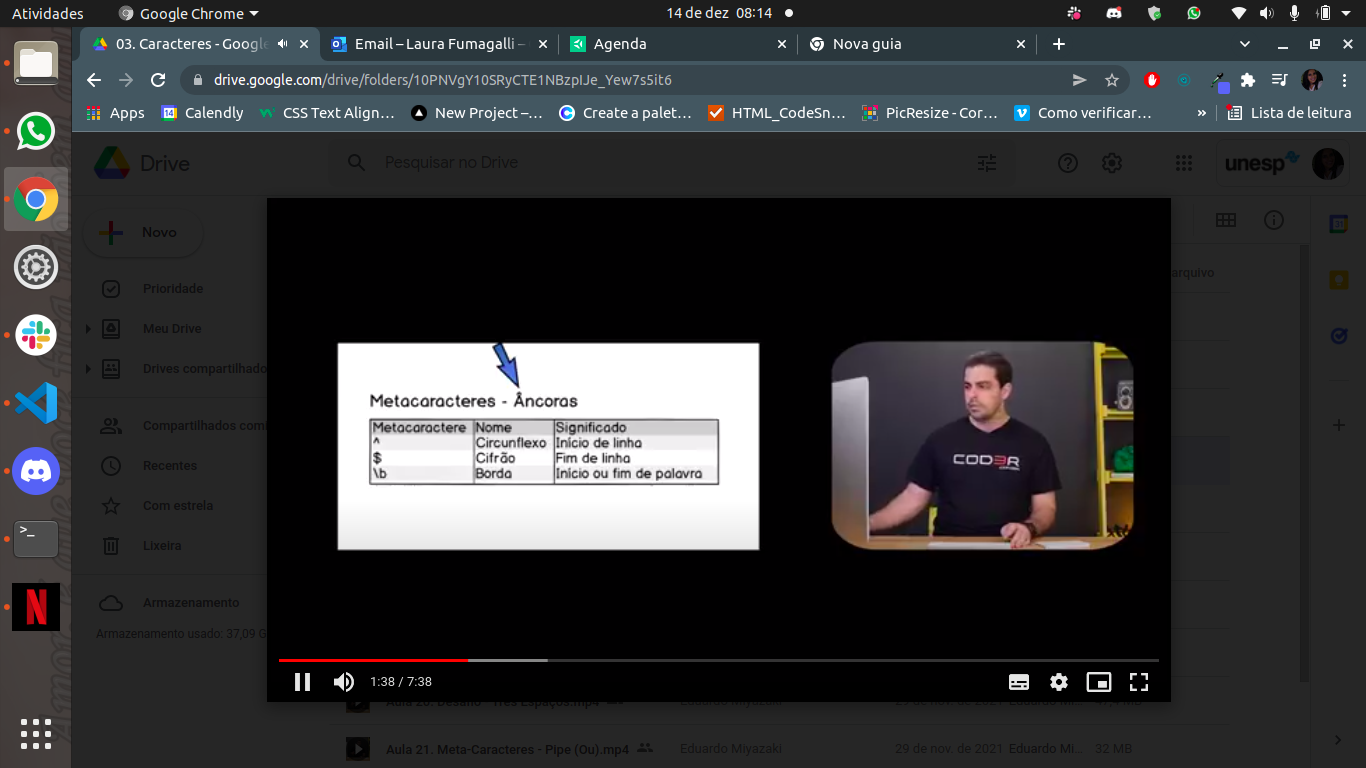 Atividades
Google Chrome
14 de dez 08:14
03. Caracteres - Google
Email – Laura Fumagalli –
Agenda
Nova guia
drive.google.com/drive/folders/10PNVgY10SRyCTE1NBzpIJe_Yew7s5it6
Apps
Calendly
CSS Text Align…
New Project –…
Create a palet…
HTML_CodeSn…
PicResize - Cor…
Como verificar…
»
Lista de leitura
Drive
Pesquisar no Drive
unesp
Novo
arquivo
Prioridade
Meu Drive
Drives compartilhado
Compartilhados com
Recentes
Com estrela
Lixeira
Armazenamento
Armazenamento usado: 37,09 G
Metacaracteres - Âncoras
Metacaractere Nome Significado
^ Circunflexo Início de linha
$ Cifrão Fim de linha
\b Borda Início ou fim de palavra
COD3R
1:38 / 7:38
Aula 20. Desafio - Três Espaços.mp4 Eduardo Miyazaki 29 de nov. de 2021 Eduardo Mi…
Aula 21. Meta-Caracteres - Pipe (Ou).mp4 Eduardo Miyazaki 29 de nov. de 2021 Eduardo Mi… 32 MB